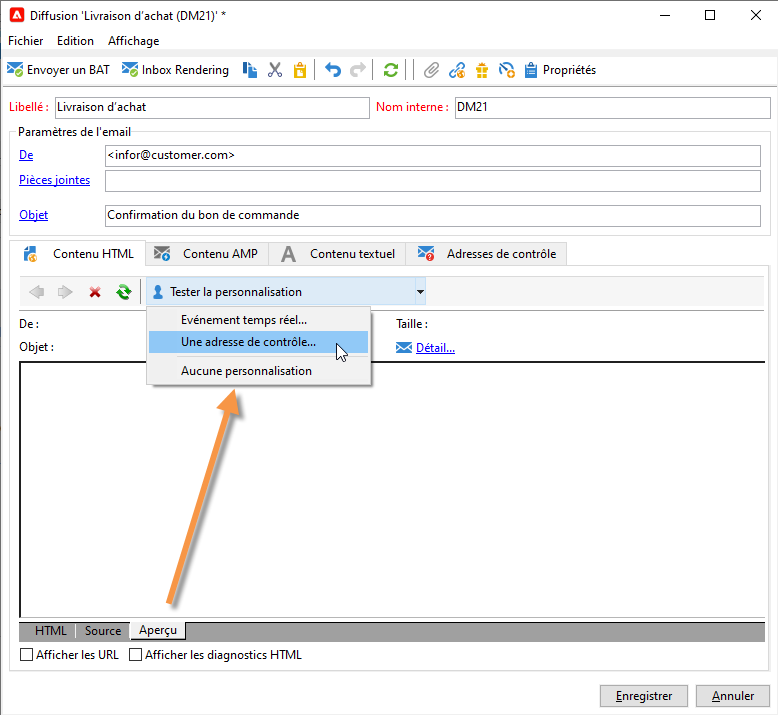 Diffusion 'Livraison d’achat (DM21)' *
Fichier Edition Affichage
Envoyer un BAT Inbox Rendering Propriétés
Libellé : Livraison d’achat Nom interne : DM21
Paramètres de l'email
De <infor@customer.com>
Pièces jointes
Objet Confirmation du bon de commande
Contenu HTML Contenu AMP Contenu textuel Adresses de contrôle
Tester la personnalisation
De : Evénement temps réel... Taille :
Une adresse de contrôle...
Objet : Détail...
Aucune personnalisation
HTML Source Aperçu
Afficher les URL Afficher les diagnostics HTML
Enregistrer Annuler